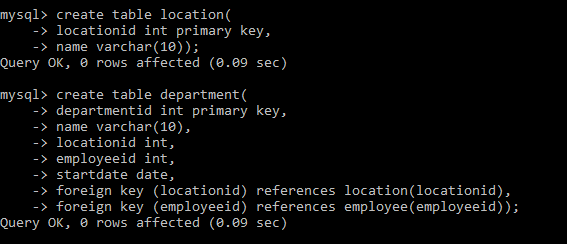 mysql> create table location(
    -> locationid int primary key,
    -> name varchar(10));
Query OK, 0 rows affected (0.09 sec)

mysql> create table department(
    -> departmentid int primary key,
    -> name varchar(10),
    -> locationid int,
    -> employeeid int,
    -> startdate date,
    -> foreign key (locationid) references location(locationid),
    -> foreign key (employeeid) references employee(employeeid));
Query OK, 0 rows affected (0.09 sec)